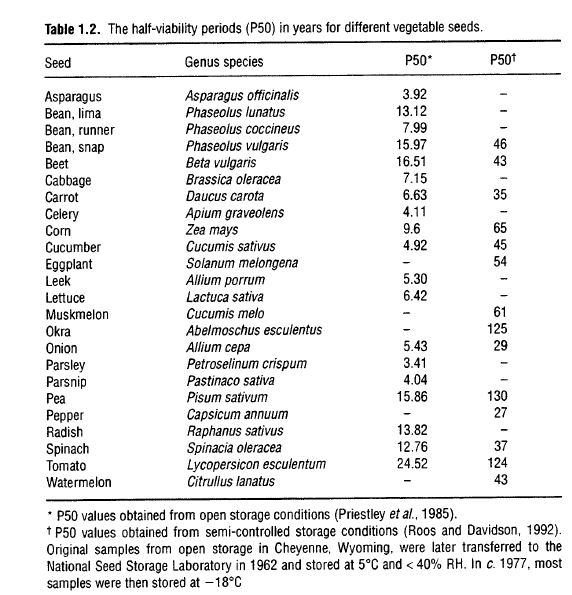 Table 1.2. The half-viability periods (P50) in years for different vegetable seeds.
Seed Genus species P50* P50†
Asparagus Asparagus officinalis 3.92 –
Bean, lima Phaseolus lunatus 13.12 –
Bean, runner Phaseolus coccineus 7.99 –
Bean, snap Phaseolus vulgaris 15.97 46
Beet Beta vulgaris 16.51 43
Cabbage Brassica oleracea 7.15 –
Carrot Daucus carota 6.63 35
Celery Apium graveolens 4.11 –
Corn Zea mays 9.6 65
Cucumber Cucumis sativus 4.92 45
Eggplant Solanum melongena – 54
Leek Allium porrum 5.30 –
Lettuce Lactuca sativa 6.42 –
Muskmelon Cucumis melo – 61
Okra Abelmoschus esculentus – 125
Onion Allium cepa 5.43 29
Parsley Petroselinum crispum 3.41 –
Parsnip Pastinaco sativa 4.04 –
Pea Pisum sativum 15.86 130
Pepper Capsicum annuum – 27
Radish Raphanus sativus 13.82 –
Spinach Spinacia oleracea 12.76 37
Tomato Lycopersicon esculentum 24.52 124
Watermelon Citrullus lanatus – 43
* P50 values obtained from open storage conditions (Priestley et al., 1985).
† P50 values obtained from semi-controlled storage conditions (Roos and Davidson, 1992).
Original samples from open storage in Cheyenne, Wyoming, were later transferred to the
National Seed Storage Laboratory in 1962 and stored at 5°C and < 40% RH. In c. 1977, most
samples were then stored at –18°C